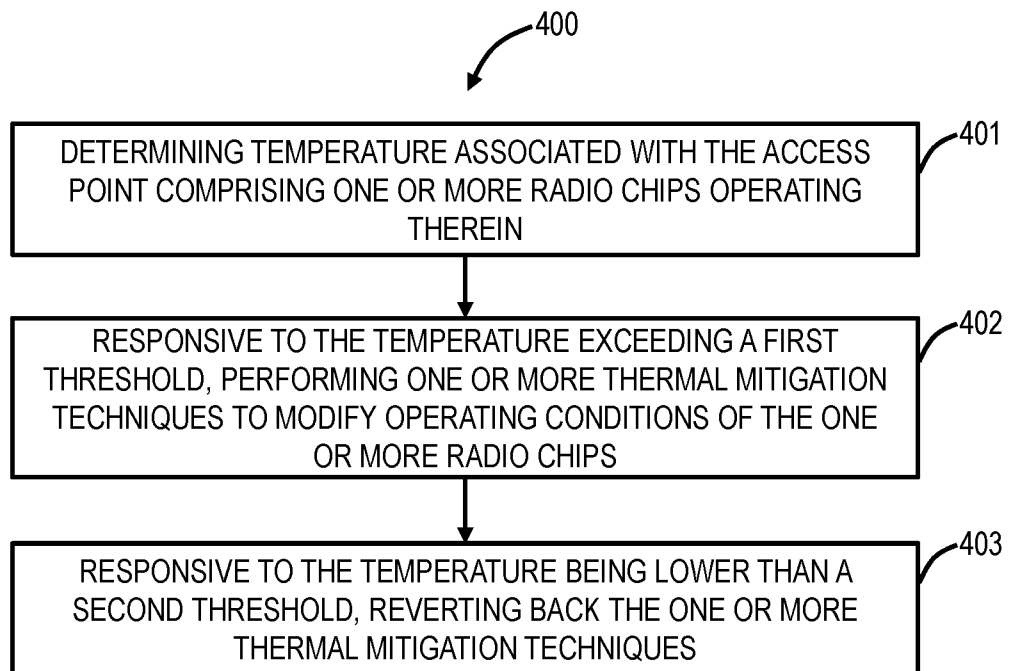 400
401
DETERMINING TEMPERATURE ASSOCIATED WITH THE ACCESS
POINT COMPRISING ONE OR MORE RADIO CHIPS OPERATING
THEREIN
402
RESPONSIVE TO THE TEMPERATURE EXCEEDING A FIRST
THRESHOLD, PERFORMING ONE OR MORE THERMAL MITIGATION
TECHNIQUES TO MODIFY OPERATING CONDITIONS OF THE ONE
OR MORE RADIO CHIPS
403
RESPONSIVE TO THE TEMPERATURE BEING LOWER THAN A
SECOND THRESHOLD, REVERTING BACK THE ONE OR MORE
THERMAL MITIGATION TECHNIQUES